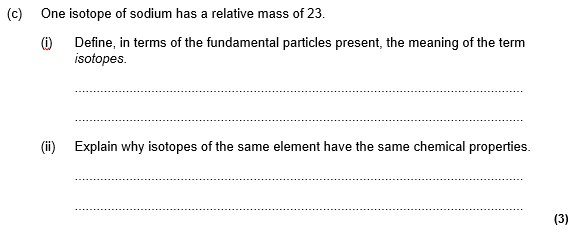 (c) One isotope of sodium has a relative mass of 23.
(i) Define, in terms of the fundamental particles present, the meaning of the term
isotopes.
...............................................................................................................................
...............................................................................................................................
(ii) Explain why isotopes of the same element have the same chemical properties.
...............................................................................................................................
...............................................................................................................................
(3)